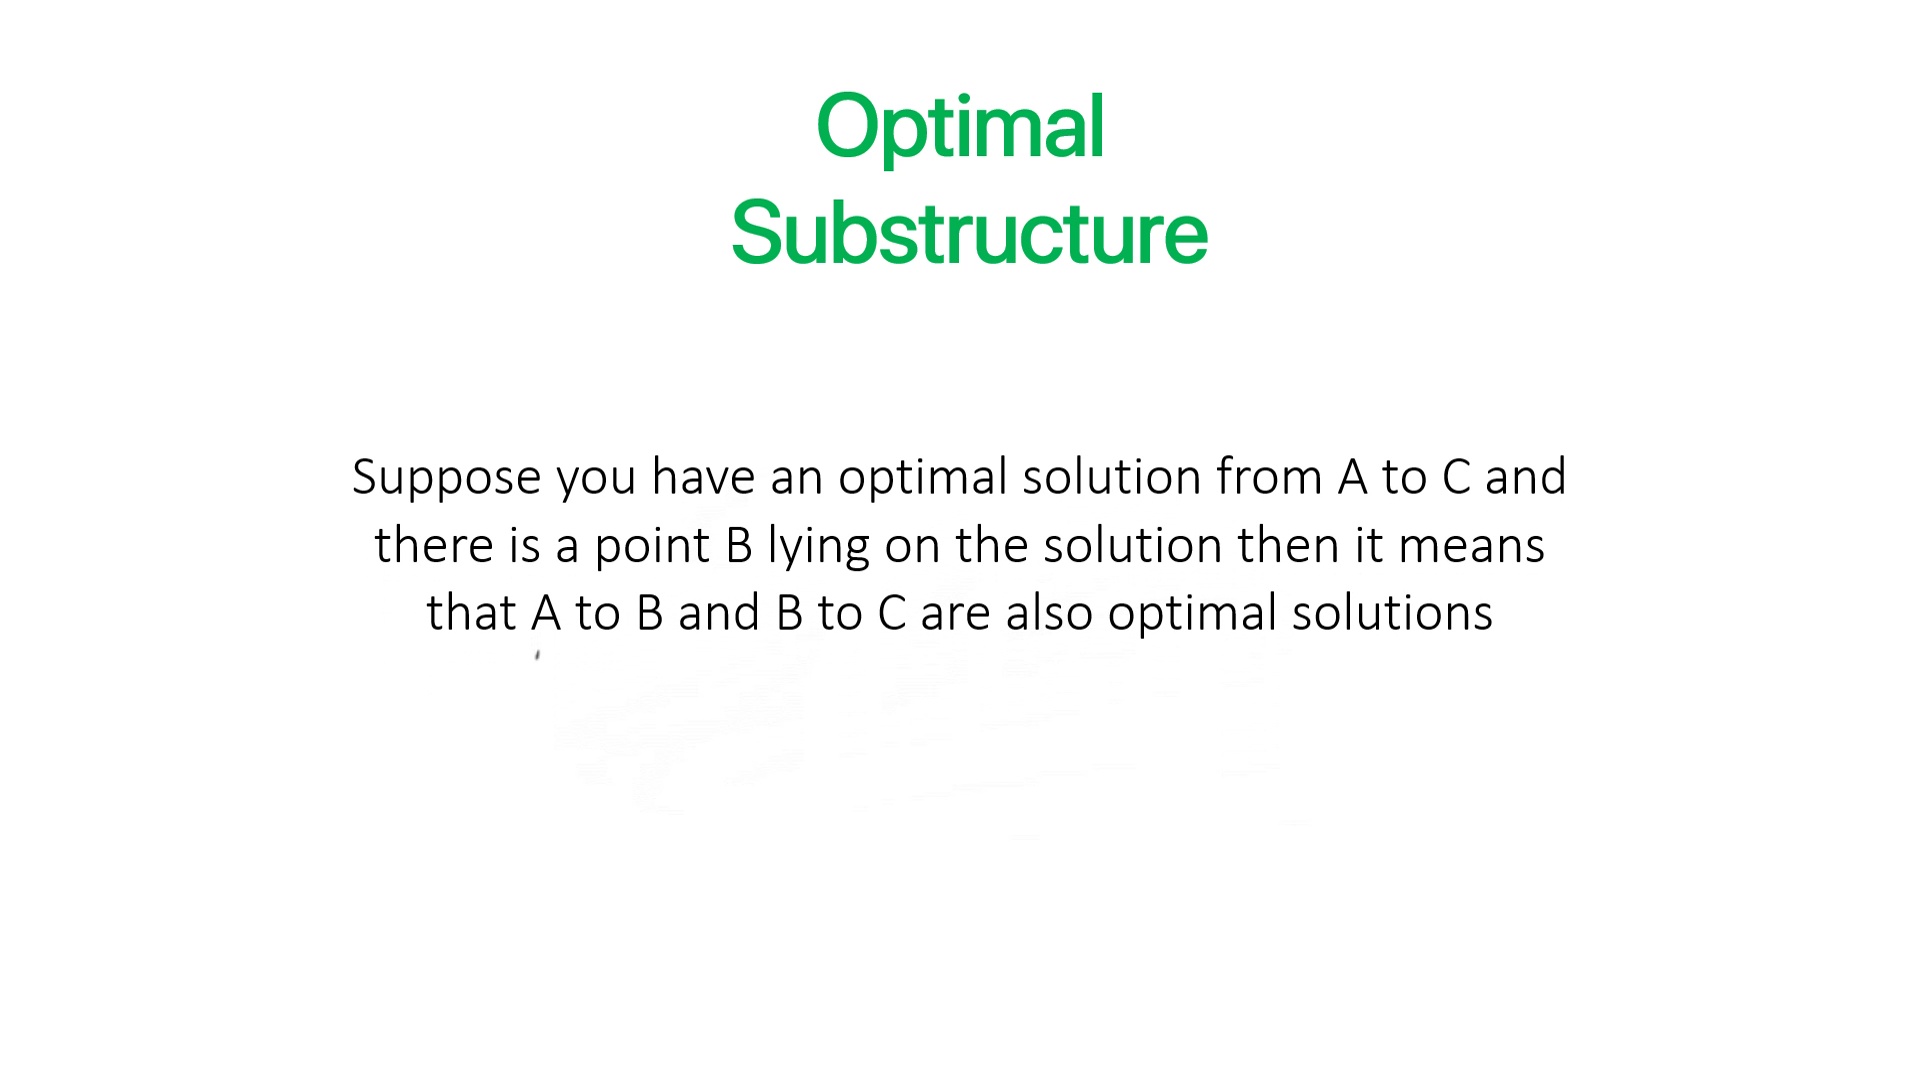 Optimal
Substructure
Suppose you have an optimal solution from A to C and
there is a point B lying on the solution then it means
that A to B and B to C are also optimal solutions